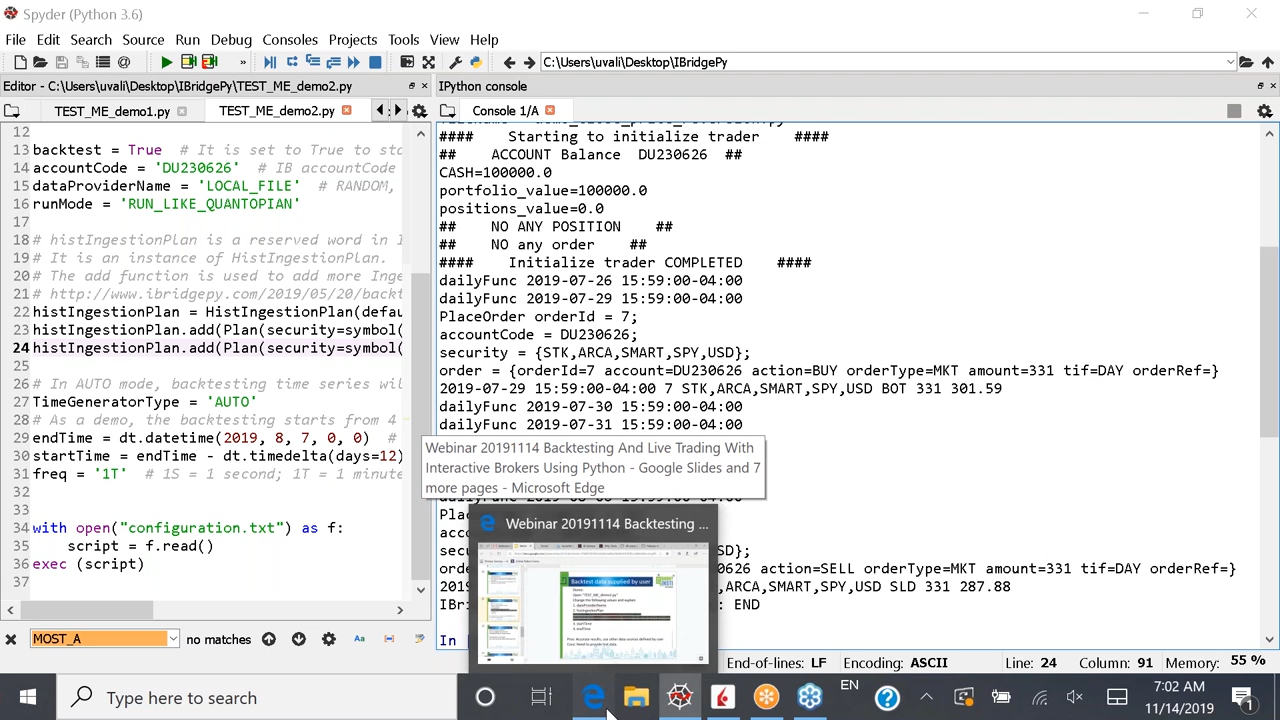 Spyder (Python 3.6)
File Edit Search Source Run Debug Consoles Projects Tools View Help
C:\Users\uvali\Desktop\IBridgePy
Editor - C:\Users\uvali\Desktop\IBridgePy\TEST_ME_demo2.py
IPython console
TEST_ME_demo1.py TEST_ME_demo2.py
Console 1/A
12
13 backtest = True # It is set to True to sta
14 accountCode = 'DU230626' # IB accountCode
15 dataProviderName = 'LOCAL_FILE' # RANDOM,
16 runMode = 'RUN_LIKE_QUANTOPIAN'
17
18 # histIngestionPlan is a reserved word in I
19 # It is an instance of HistIngestionPlan.
20 # The add function is used to add more Inge
21 # http://www.ibridgepy.com/2019/05/20/backt
22 histIngestionPlan = HistIngestionPlan(defau
23 histIngestionPlan.add(Plan(security=symbol(
24 histIngestionPlan.add(Plan(security=symbol(
25
26 # In AUTO mode, backtesting time series wil
27 TimeGeneratorType = 'AUTO'
28 # As a demo, the backtesting starts from 4
29 endTime = dt.datetime(2019, 8, 7, 0, 0) #
30 startTime = endTime - dt.timedelta(days=12)
31 freq = '1T' # 1S = 1 second; 1T = 1 minute
32
33
34 with open("configuration.txt") as f:
35 script = f.read()
36 exec (script)
37
MOST_A no matches Aa
#### Starting to initialize trader ####
## ACCOUNT Balance DU230626 ##
CASH=100000.0
portfolio_value=100000.0
positions_value=0.0
## NO ANY POSITION ##
## NO any order ##
#### Initialize trader COMPLETED ####
dailyFunc 2019-07-26 15:59:00-04:00
dailyFunc 2019-07-29 15:59:00-04:00
PlaceOrder orderId = 7;
accountCode = DU230626;
security = {STK,ARCA,SMART,SPY,USD};
order = {orderId=7 account=DU230626 action=BUY orderType=MKT amount=331 tif=DAY orderRef=}
2019-07-29 15:59:00-04:00 7 STK,ARCA,SMART,SPY,USD BOT 331 301.59
dailyFunc 2019-07-30 15:59:00-04:00
dailyFunc 2019-07-31 15:59:00-04:00
Webinar 20191114 Backtesting And Live Trading With
Interactive Brokers Using Python - Google Slides and 7
more pages - Microsoft Edge
Pla
acc
sec SD};
ord action=SELL orderType=MKT amount=331 tif=DAY orderRef=}
201 ARCA,SMART,SPY,USD SLD 331 287.88
IBri END
In
Webinar 20191114 Backtesting ...
Backtest data supplied by user
End-of-lines: LF Encoding: ASCII Line: 24 Column: 91 Memory: 55 %
Type here to search
EN
7:02 AM
11/14/2019
1